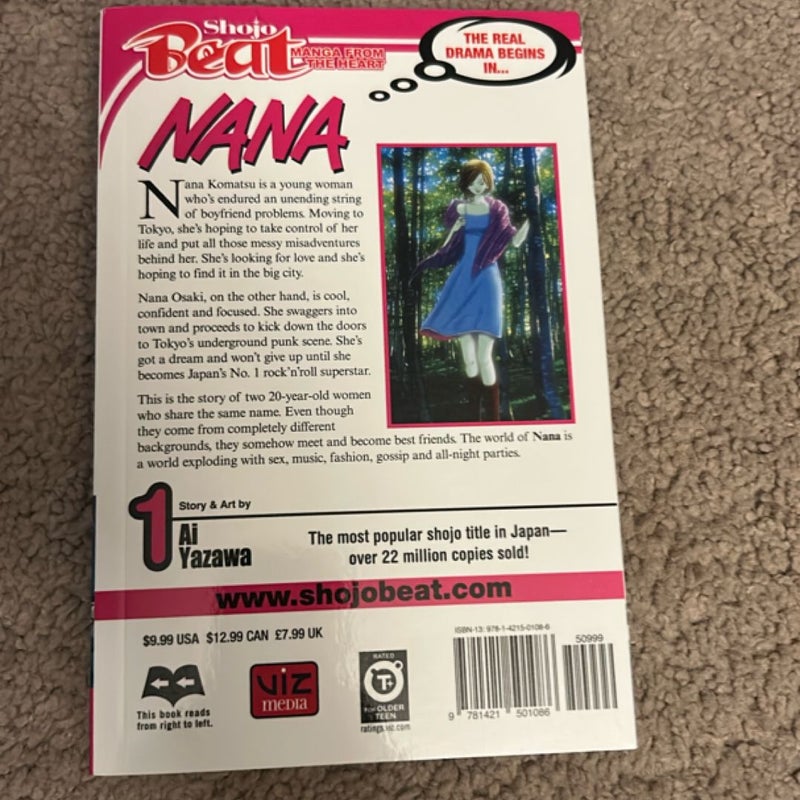 Shojo
Beat
MANGA FROM
THE HEART
THE REAL
DRAMA BEGINS
IN...
NANA
Nana Komatsu is a young woman
who's endured an unending string
of boyfriend problems. Moving to
Tokyo, she's hoping to take control of her
life and put all those messy misadventures
behind her. She's looking for love and she's
hoping to find it in the big city.
Nana Osaki, on the other hand, is cool,
confident and focused. She swaggers into
town and proceeds to kick down the doors
to Tokyo's underground punk scene. She's
got a dream and won't give up until she
becomes Japan's No. 1 rock'n'roll superstar.
This is the story of two 20-year-old women
who share the same name. Even though
they come from completely different
backgrounds, they somehow meet and become best friends. The world of Nana is
a world exploding with sex, music, fashion, gossip and all-night parties.
1
Story & Art by
Ai
Yazawa
The most popular shojo title in Japan—
over 22 million copies sold!
www.shojobeat.com
$9.99 USA $12.99 CAN £7.99 UK
ISBN-13: 978-1-4215-0108-6
50999
9 781421 501086
This book reads
from right to left.
VIZ
MEDIA
RATED
T+
FOR OLDER
TEEN
ratings.viz.com